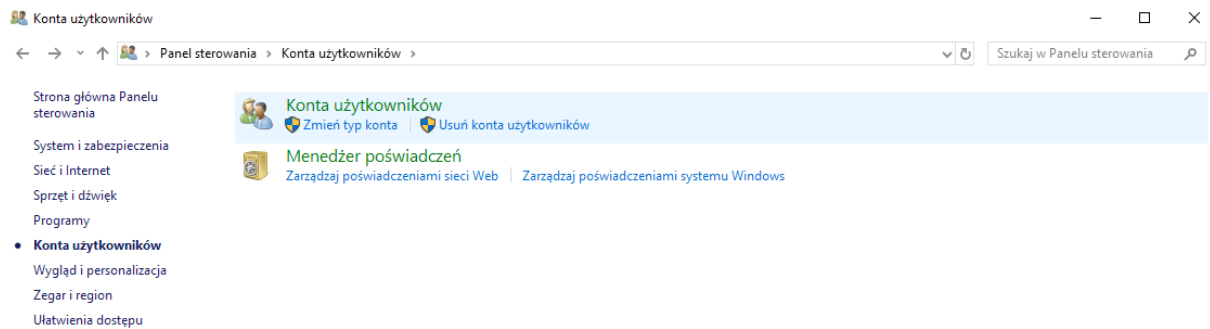 Konta użytkowników
Panel sterowania > Konta użytkowników >
Szukaj w Panelu sterowania
Strona główna Panelu
sterowania
System i zabezpieczenia
Sieć i Internet
Sprzęt i dźwięk
Programy
Konta użytkowników
Wygląd i personalizacja
Zegar i region
Ułatwienia dostępu
Konta użytkowników
Zmień typ konta | Usuń konta użytkowników
Menedżer poświadczeń
Zarządzaj poświadczeniami sieci Web | Zarządzaj poświadczeniami systemu Windows